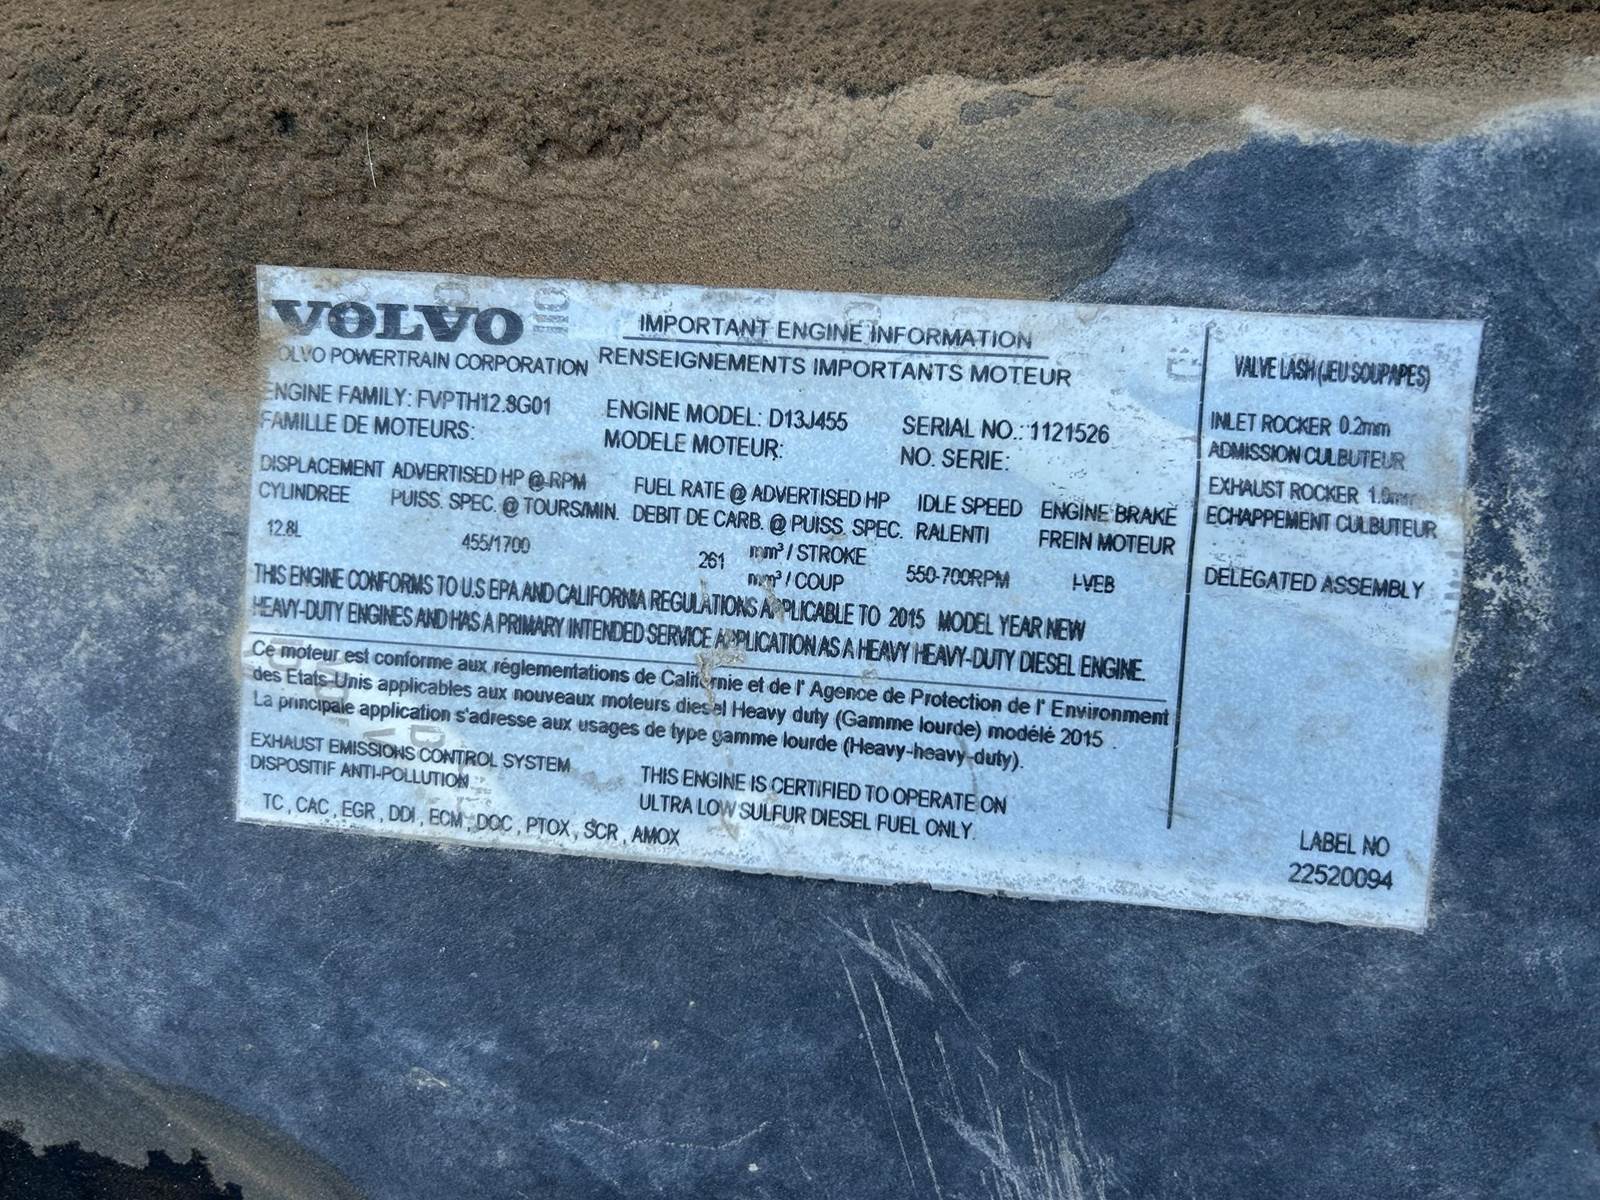 VOLVO
VOLVO POWERTRAIN CORPORATION
IMPORTANT ENGINE INFORMATION
RENSEIGNEMENTS IMPORTANTS MOTEUR
ENGINE FAMILY: FVPTH12.8G01
FAMILLE DE MOTEURS:
ENGINE MODEL: D13J455
MODELE MOTEUR:
SERIAL NO.: 1121526
NO. SERIE:
DISPLACEMENT
CYLINDREE
12.8L
ADVERTISED HP @ RPM
PUISS. SPEC. @ TOURS/MIN.
455/1700
FUEL RATE @ ADVERTISED HP
DEBIT DE CARB. @ PUISS. SPEC.
261 mm³ / STROKE
mm³ / COUP
IDLE SPEED
RALENTI
550-700RPM
ENGINE BRAKE
FREIN MOTEUR
I-VEB
THIS ENGINE CONFORMS TO U.S EPA AND CALIFORNIA REGULATIONS APPLICABLE TO 2015 MODEL YEAR NEW
HEAVY-DUTY ENGINES AND HAS A PRIMARY INTENDED SERVICE APPLICATION AS A HEAVY HEAVY-DUTY DIESEL ENGINE.
Ce moteur est conforme aux réglementations de Californie et de l' Agence de Protection de l' Environment
des Etats-Unis applicables aux nouveaux moteurs diesel Heavy duty (Gamme lourde) modélé 2015 .
La principale application s'adresse aux usages de type gamme lourde (Heavy-heavy-duty).
EXHAUST EMISSIONS CONTROL SYSTEM
DISPOSITIF ANTI-POLLUTION
TC , CAC , EGR , DDI , ECM , DOC , PTOX , SCR , AMOX
THIS ENGINE IS CERTIFIED TO OPERATE ON
ULTRA LOW SULFUR DIESEL FUEL ONLY.
VALVE LASH (JEU SOUPAPES)
INLET ROCKER 0.2mm
ADMISSION CULBUTEUR
EXHAUST ROCKER 1.0mm
ECHAPPEMENT CULBUTEUR
DELEGATED ASSEMBLY
LABEL NO
22520094